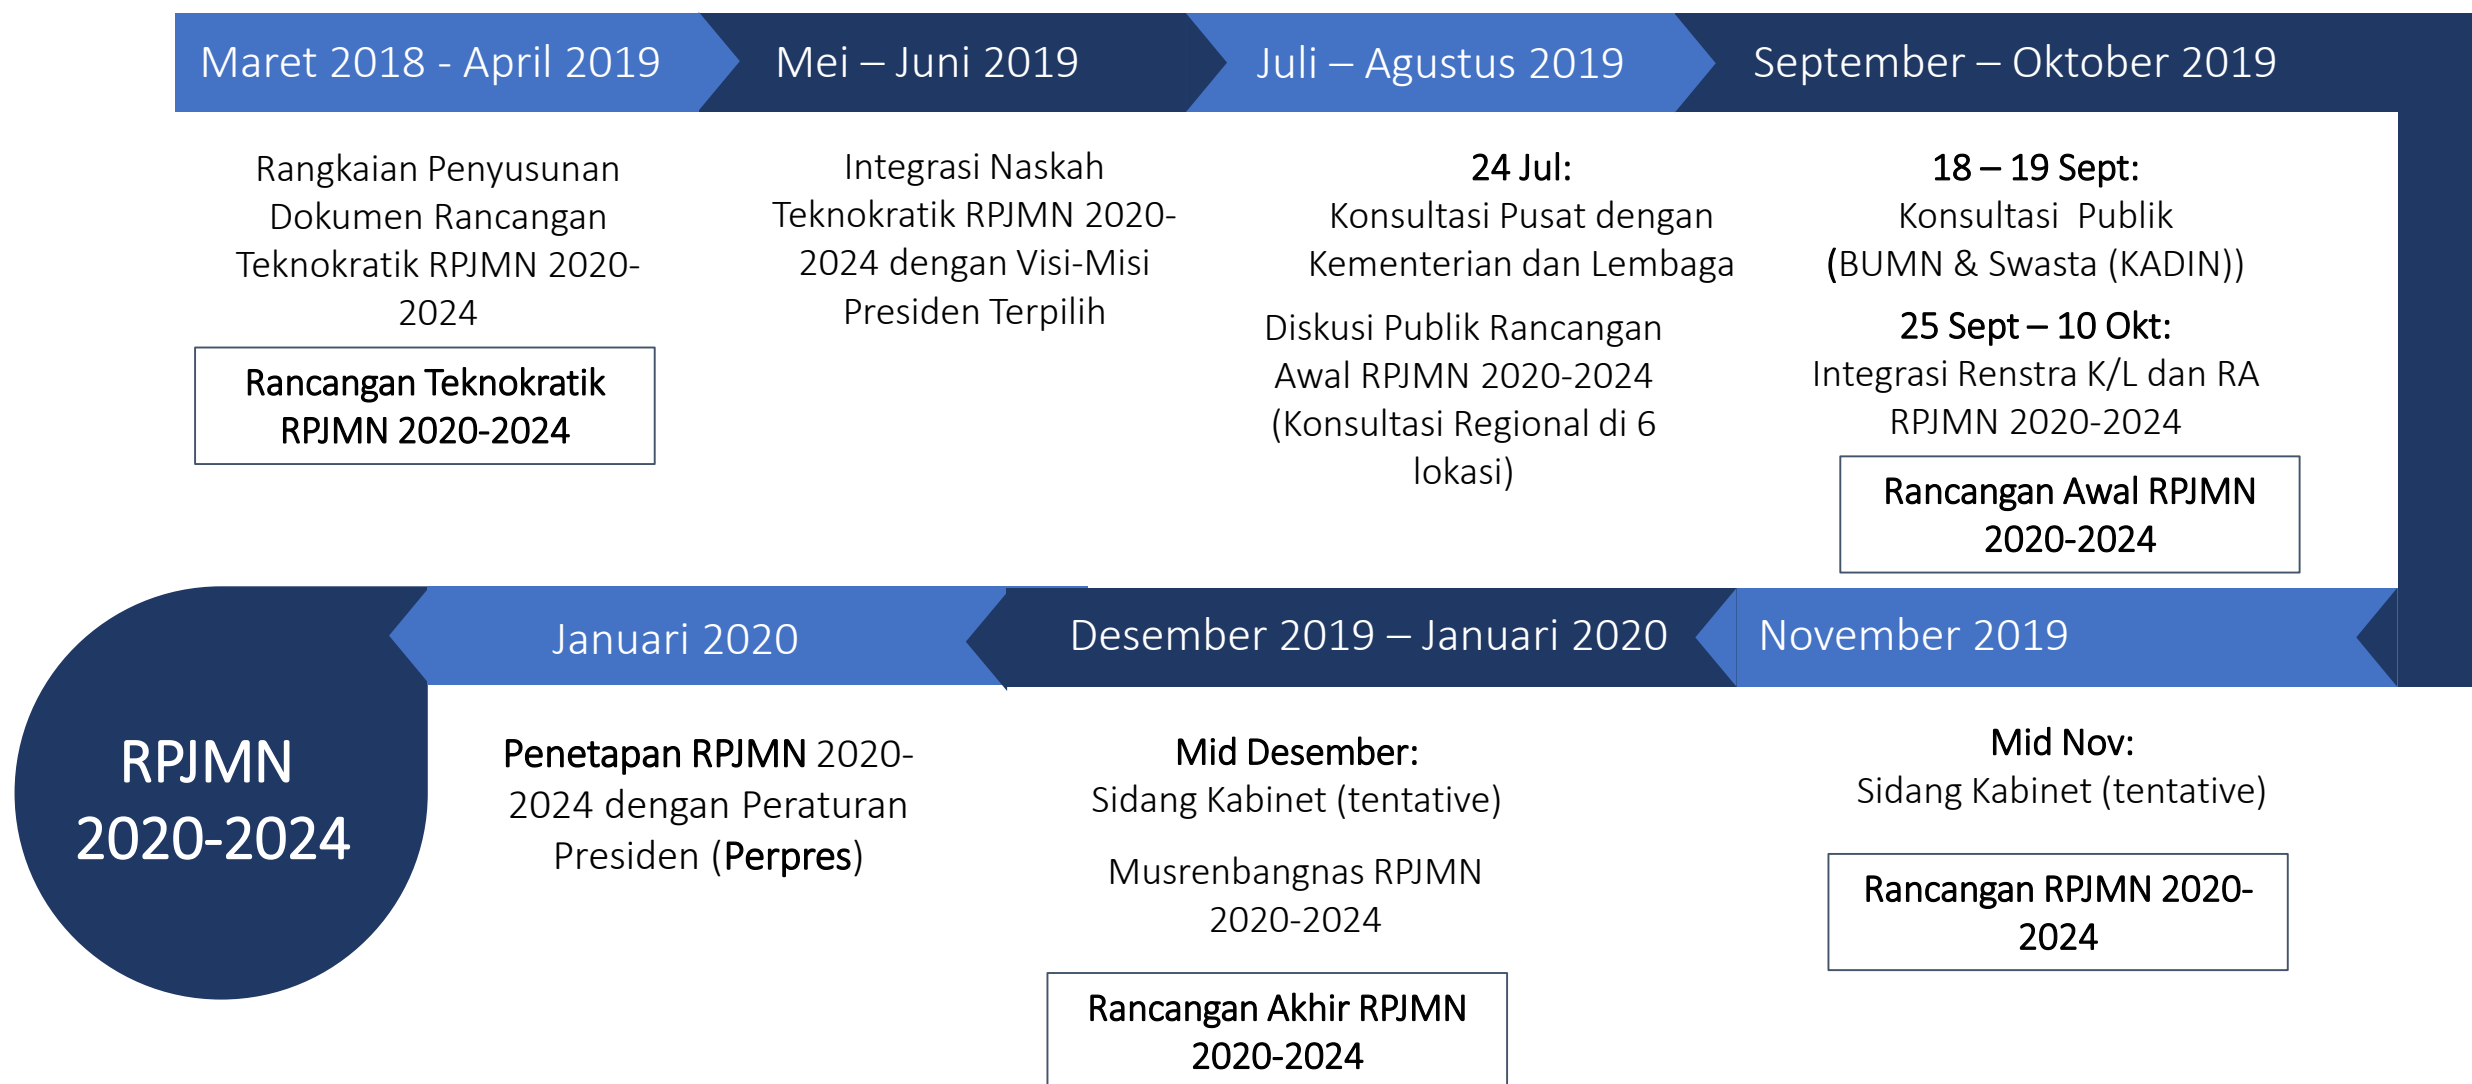 Maret 2018 - April 2019
Rangkaian Penyusunan
Dokumen Rancangan
Teknokratik RPJMN 2020-
2024
Rancangan Teknokratik
RPJMN 2020-2024
Mei – Juni 2019
Integrasi Naskah
Teknokratik RPJMN 2020-
2024 dengan Visi-Misi
Presiden Terpilih
Juli – Agustus 2019
24 Jul:
Konsultasi Pusat dengan
Kementerian dan Lembaga
Diskusi Publik Rancangan
Awal RPJMN 2020-2024
(Konsultasi Regional di 6
lokasi)
September – Oktober 2019
18 – 19 Sept:
Konsultasi  Publik
(BUMN & Swasta (KADIN))
25 Sept – 10 Okt:
Integrasi Renstra K/L dan RA
RPJMN 2020-2024
Rancangan Awal RPJMN
2020-2024
November 2019
Mid Nov:
Sidang Kabinet (tentative)
Rancangan RPJMN 2020-
2024
Desember 2019 – Januari 2020
Mid Desember:
Sidang Kabinet (tentative)
Musrenbangnas RPJMN
2020-2024
Rancangan Akhir RPJMN
2020-2024
Januari 2020
Penetapan RPJMN 2020-
2024 dengan Peraturan
Presiden (Perpres)
RPJMN
2020-2024